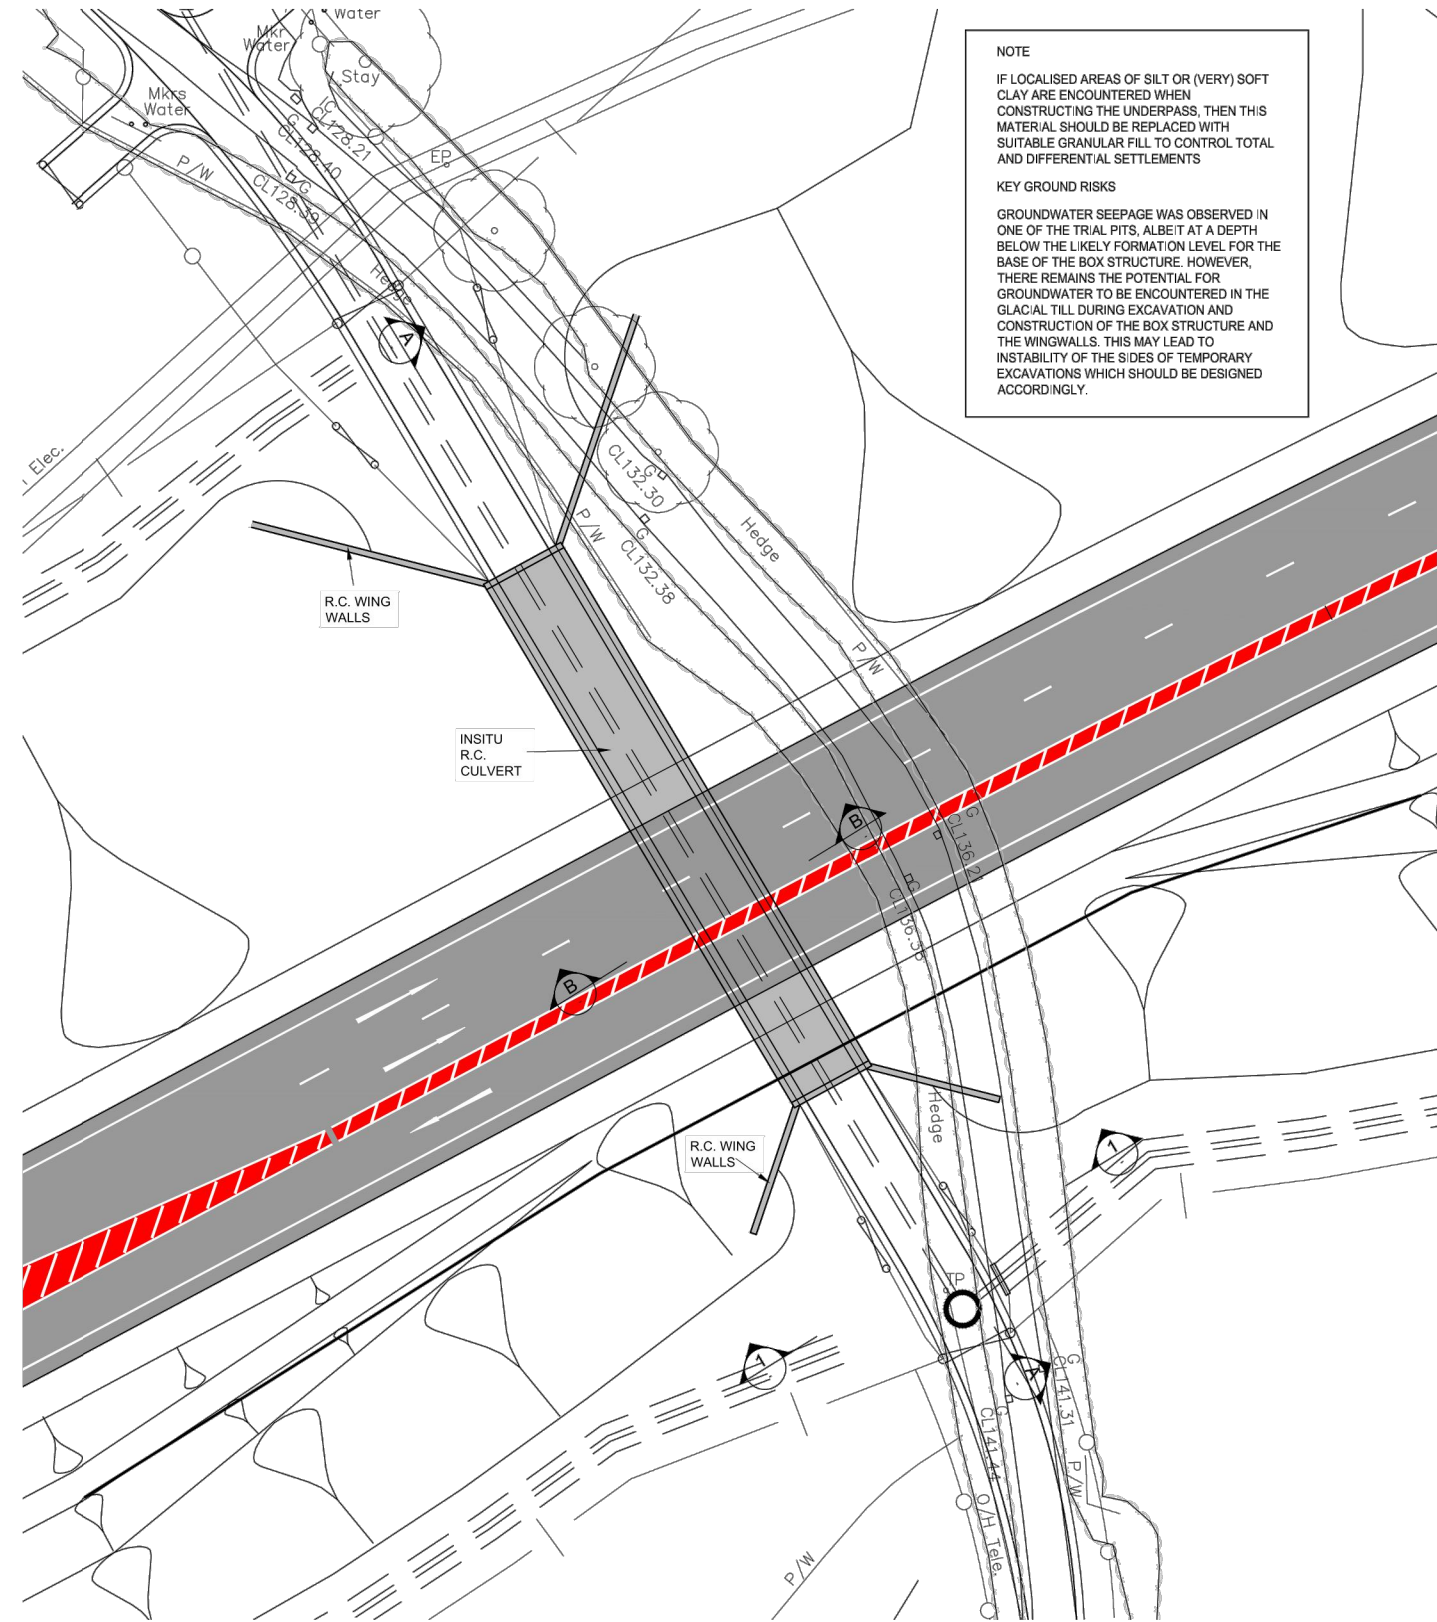 Water
Mkr
Water
Stay
Mkrs
Water
G
CL128.21
G
CL128.40
EP
P/W
G
CL128.39
Hedge
A
NOTE
IF LOCALISED AREAS OF SILT OR (VERY) SOFT
CLAY ARE ENCOUNTERED WHEN
CONSTRUCTING THE UNDERPASS, THEN THIS
MATERIAL SHOULD BE REPLACED WITH
SUITABLE GRANULAR FILL TO CONTROL TOTAL
AND DIFFERENTIAL SETTLEMENTS
KEY GROUND RISKS
GROUNDWATER SEEPAGE WAS OBSERVED IN
ONE OF THE TRIAL PITS, ALBEIT AT A DEPTH
BELOW THE LIKELY FORMATION LEVEL FOR THE
BASE OF THE BOX STRUCTURE. HOWEVER,
THERE REMAINS THE POTENTIAL FOR
GROUNDWATER TO BE ENCOUNTERED IN THE
GLACIAL TILL DURING EXCAVATION AND
CONSTRUCTION OF THE BOX STRUCTURE AND
THE WINGWALLS. THIS MAY LEAD TO
INSTABILITY OF THE SIDES OF TEMPORARY
EXCAVATIONS WHICH SHOULD BE DESIGNED
ACCORDINGLY.
Elec.
G
CL132.30
P/W
G
CL132.38
Hedge
R.C. WING
WALLS
P/W
INSITU
R.C.
CULVERT
B
G
G
B
Hedge
R.C. WING
WALLS
1
TP
1
A
G
CL141.31
G
CL141.44
P/W
O/H Tele.
P/W